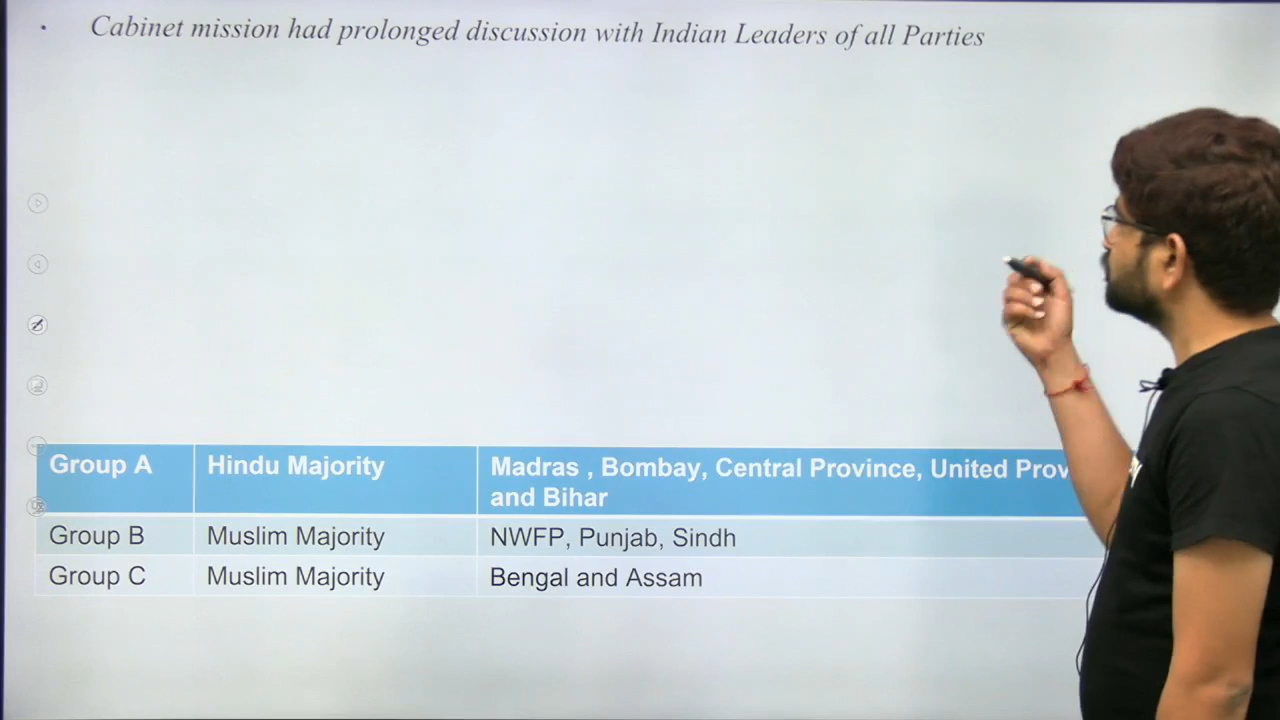 Cabinet mission had prolonged discussion with Indian Leaders of all Parties
Group A Hindu Majority Madras , Bombay, Central Province, United Prov
and Bihar
Group B Muslim Majority NWFP, Punjab, Sindh
Group C Muslim Majority Bengal and Assam